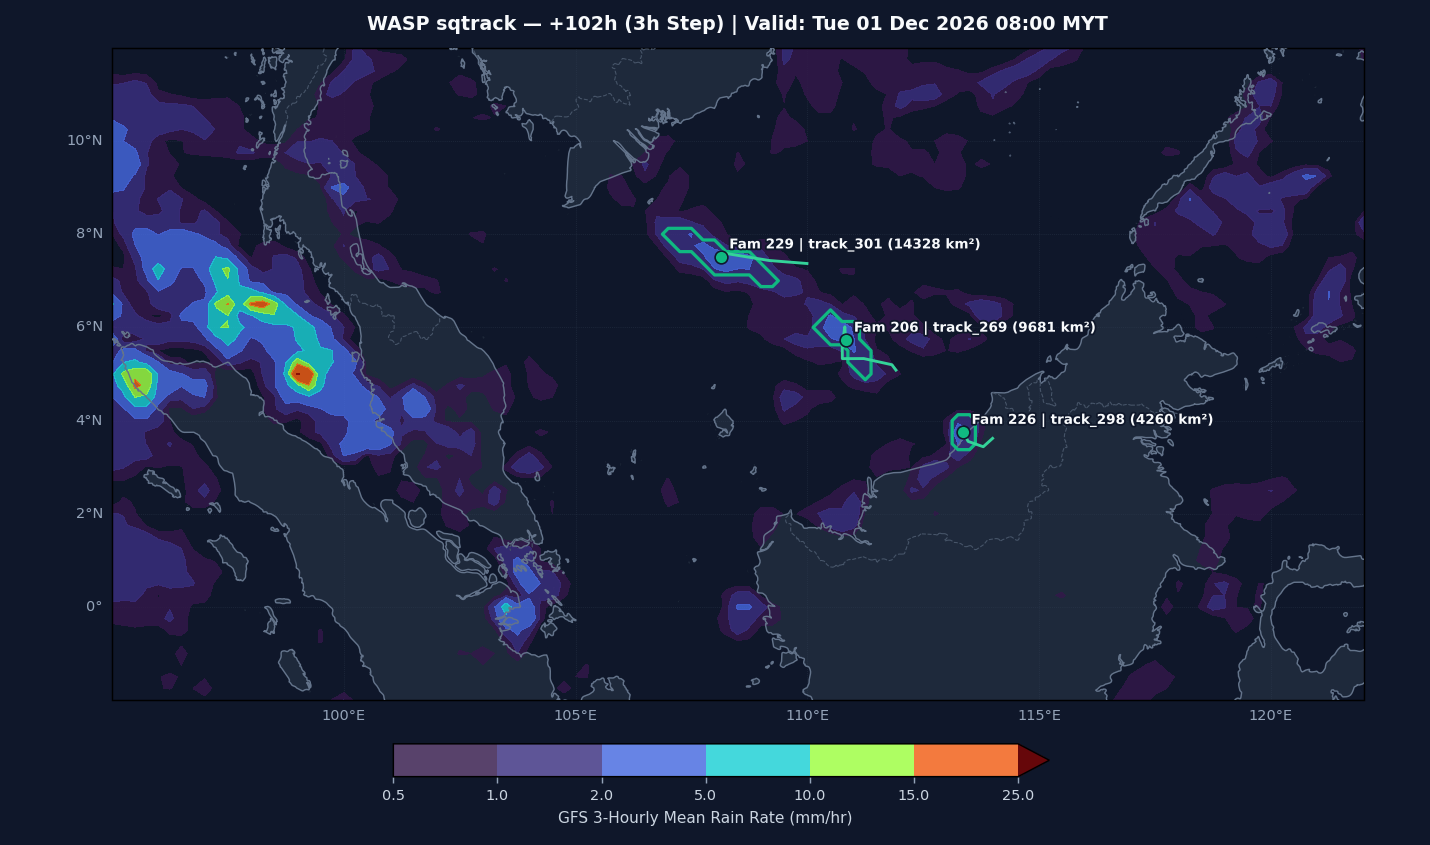 WASP sqtrack — +102h (3h Step) | Valid: Tue 01 Dec 2026 08:00 MYT
10°N
8°N
Fam 229 | track_301 (14328 km²)
6°N
Fam 206 | track_269 (9681 km²)
4°N
Fam 226 | track_298 (4260 km²)
2°N
0°
100°E
105°E
110°E
115°E
120°E
0.5
1.0
2.0
5.0
10.0
15.0
25.0
GFS 3-Hourly Mean Rain Rate (mm/hr)